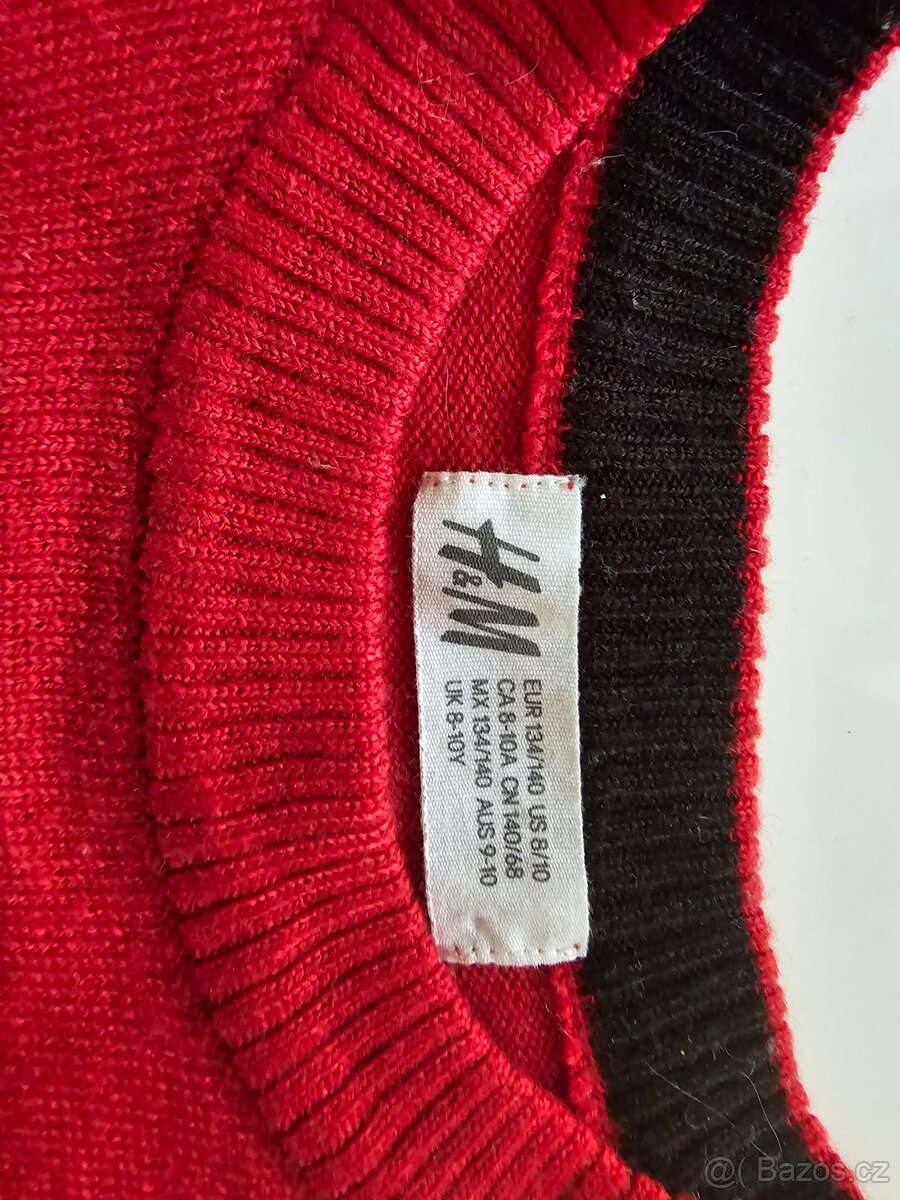 H&M
EUR 134/140 US 8/10
CA 8-10A CN 140/68
MX 134/140 AUS 9-10
UK 8-10Y
@( Bazoš.cz